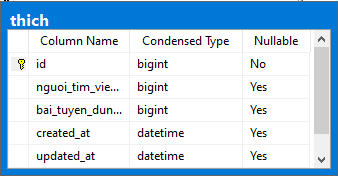 thich
Column Name Condensed Type Nullable
id bigint No
nguoi_tim_vie... bigint Yes
bai_tuyen_dun... bigint Yes
created_at datetime Yes
updated_at datetime Yes